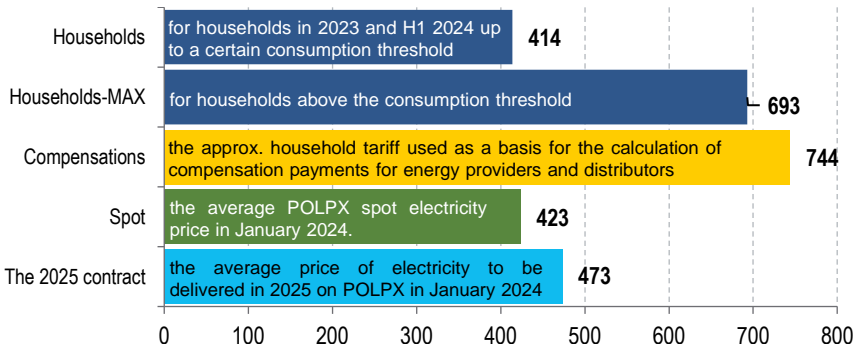 Households
for households in 2023 and H1 2024 up
to a certain consumption threshold
414
Households-MAX
for households above the consumption threshold
693
Compensations
the approx. household tariff used as a basis for the calculation of
compensation payments for energy providers and distributors
744
Spot
the average POLPX spot electricity
price in January 2024.
423
The 2025 contract
the average price of electricity to be
delivered in 2025 on POLPX in January 2024
473
0 100 200 300 400 500 600 700 800